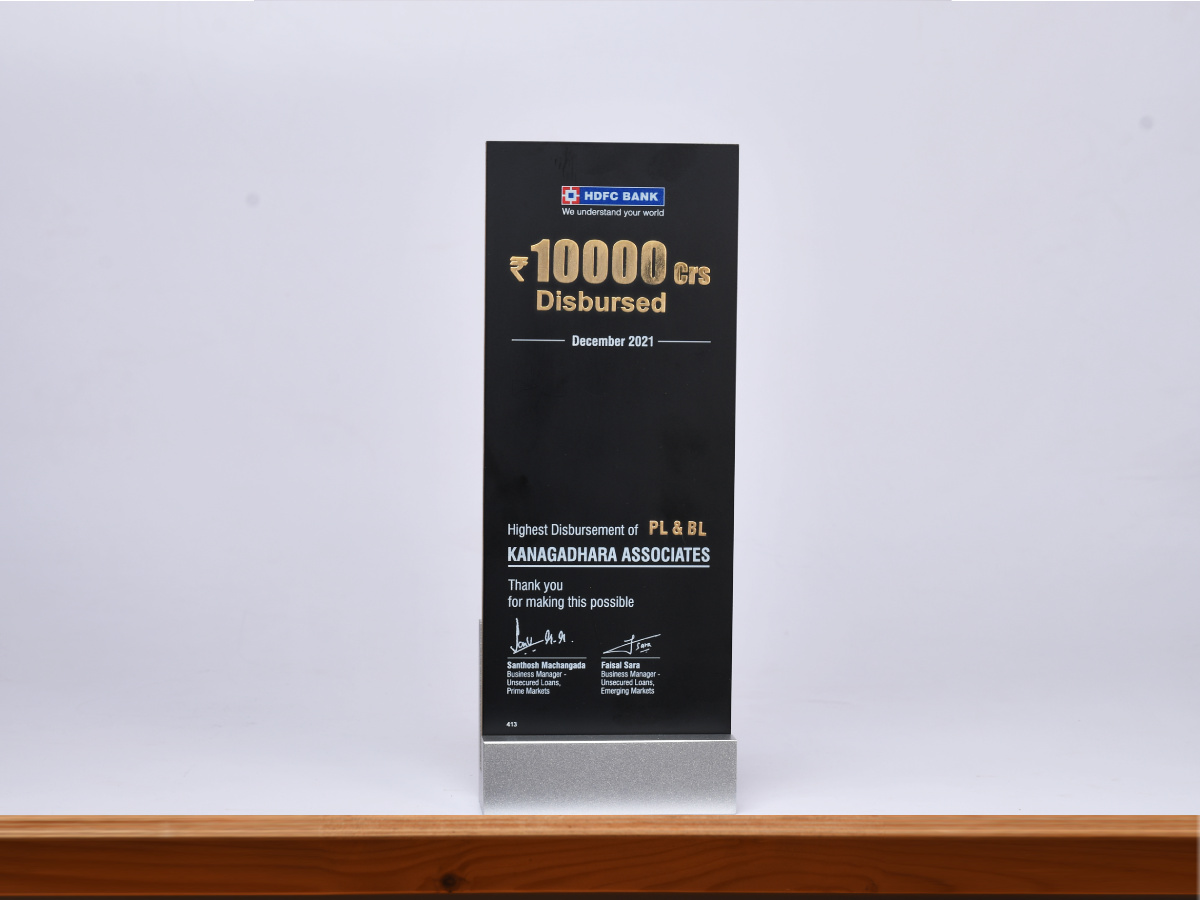 HDFC BANK
We understand your world
₹10000 Crs
Disbursed
December 2021
Highest Disbursement of PL & BL
KANAGADHARA ASSOCIATES
Thank you
for making this possible
Santhosh Machangada
Business Manager -
Unsecured Loans,
Prime Markets
Faisal Sara
Business Manager -
Unsecured Loans,
Emerging Markets
413